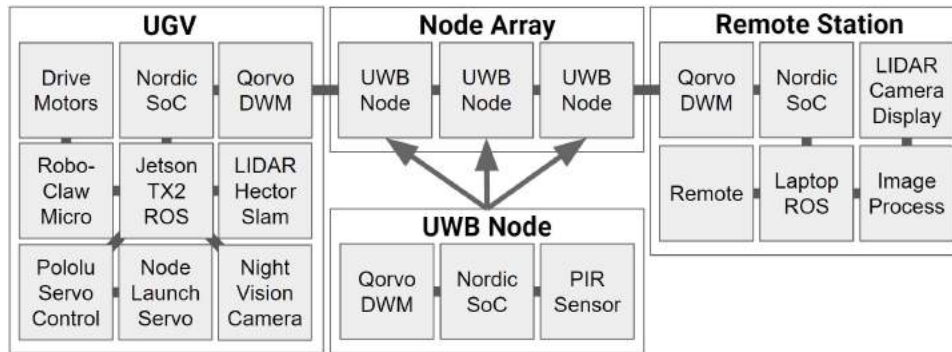 UGV
Drive
Motors
Nordic
SoC
Qorvo
DWM
Robo-
Claw
Micro
Jetson
TX2
ROS
LIDAR
Hector
Slam
Pololu
Servo
Control
Node
Launch
Servo
Night
Vision
Camera
Node Array
UWB
Node
UWB
Node
UWB
Node
UWB Node
Qorvo
DWM
Nordic
SoC
PIR
Sensor
Remote Station
Qorvo
DWM
Nordic
SoC
LIDAR
Camera
Display
Remote
Laptop
ROS
Image
Process